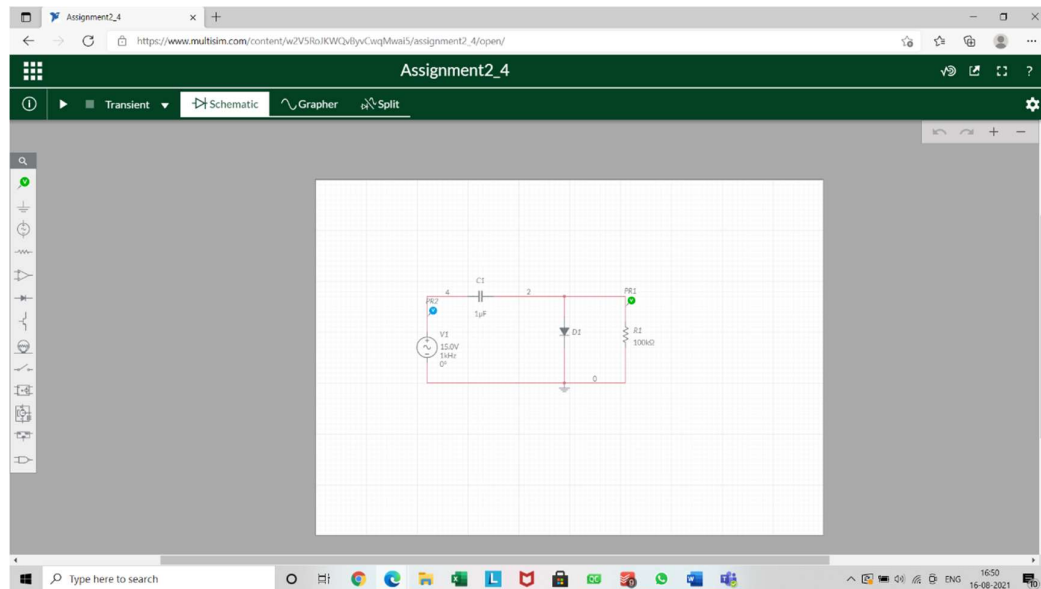 Assignment2_4
https://www.multisim.com/content/w2V5RoJKWQvByvCwqMwai5/assignment2_4/open/
Assignment2_4
Transient
Schematic
Grapher
Split
C1
4
2
PR1
PR2
1µF
V1
D1
R1
15.0V
100kΩ
1kHz
0°
0
Type here to search
ENG
16:50
16-08-2021